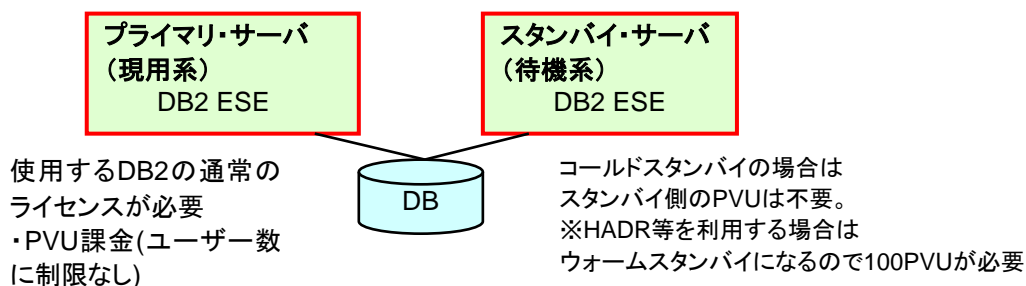 プライマリ・サーバ
（現用系）
DB2 ESE
スタンバイ・サーバ
（待機系）
DB2 ESE
使用するDB2の通常の
ライセンスが必要
・PVU課金(ユーザー数
に制限なし)
DB
コールドスタンバイの場合は
スタンバイ側のPVUは不要。
※HADR等を利用する場合は
ウォームスタンバイになるので100PVUが必要